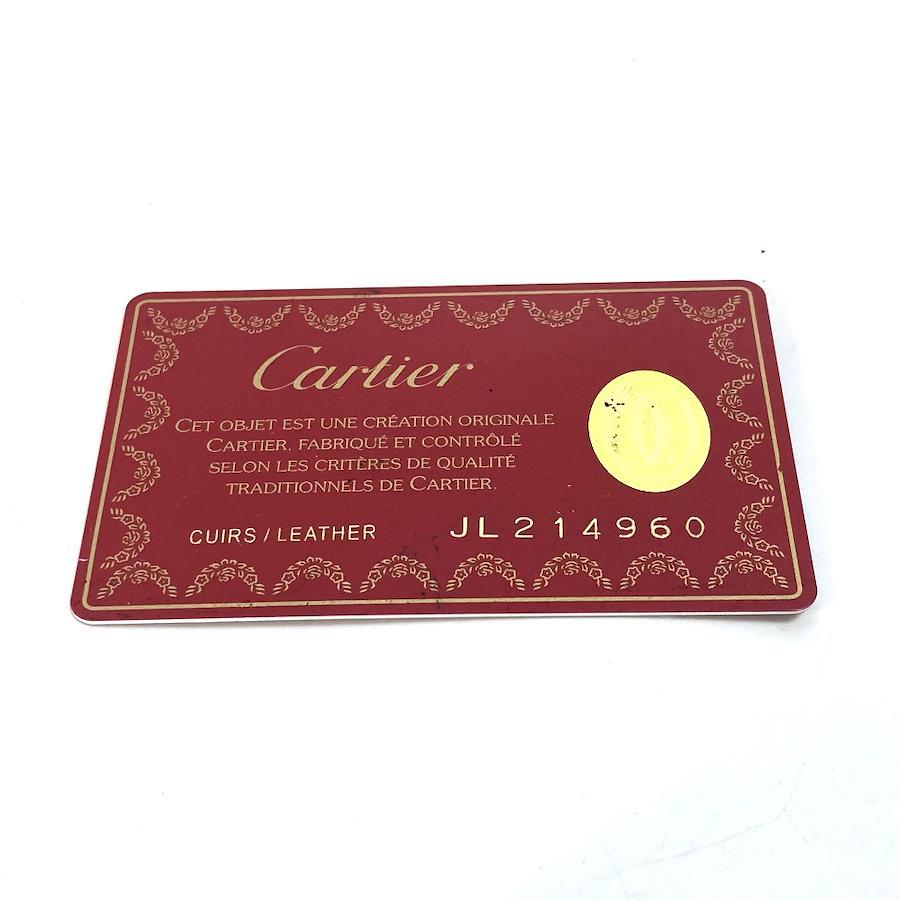 Cartier
CET OBJET EST UNE CRÉATION ORIGINALE
CARTIER, FABRIQUÉ ET CONTRÔLÉ
SELON LES CRITÈRES DE QUALITÉ
TRADITIONNELS DE CARTIER.
CUIRS / LEATHER JL214960